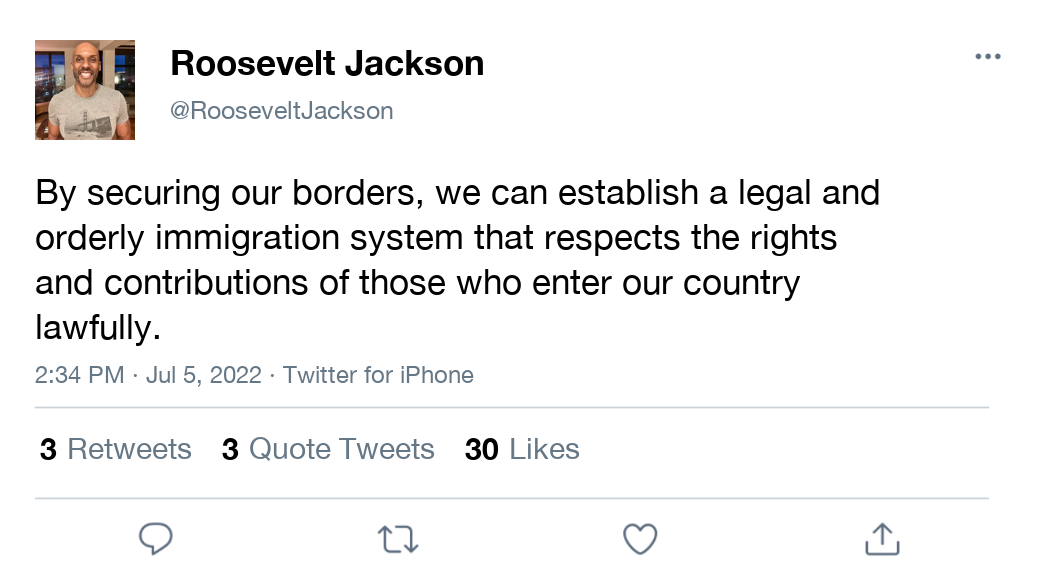 Roosevelt Jackson
@RooseveltJackson
By securing our borders, we can establish a legal and
orderly immigration system that respects the rights
and contributions of those who enter our country
lawfully.
2:34 PM · Jul 5, 2022 · Twitter for iPhone
3 Retweets 3 Quote Tweets 30 Likes